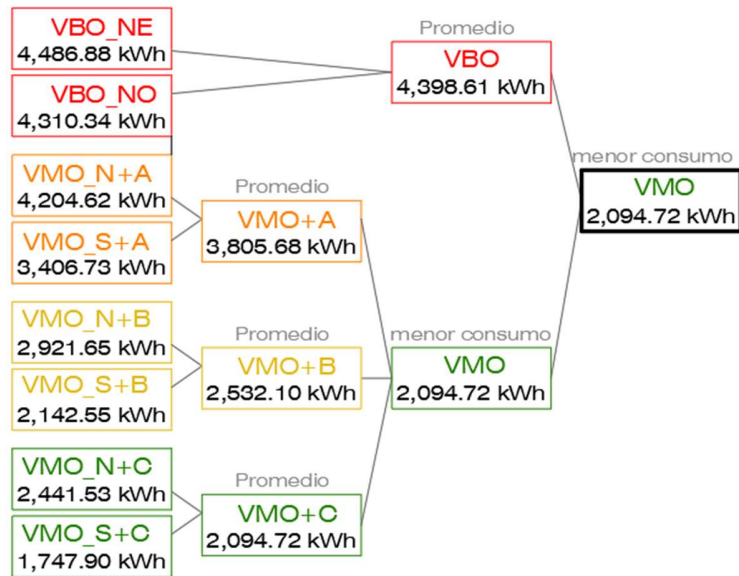 VBO_NE
4,486.88 kWh
VBO_NO
4,310.34 kWh
Promedio
VBO
4,398.61 kWh
VMO_N+A
4,204.62 kWh
VMO_S+A
3,406.73 kWh
Promedio
VMO+A
3,805.68 kWh
menor consumo
VMO
2,094.72 kWh
VMO_N+B
2,921.65 kWh
VMO_S+B
2,142.55 kWh
Promedio
VMO+B
2,532.10 kWh
menor consumo
VMO
2,094.72 kWh
VMO_N+C
2,441.53 kWh
VMO_S+C
1,747.90 kWh
Promedio
VMO+C
2,094.72 kWh